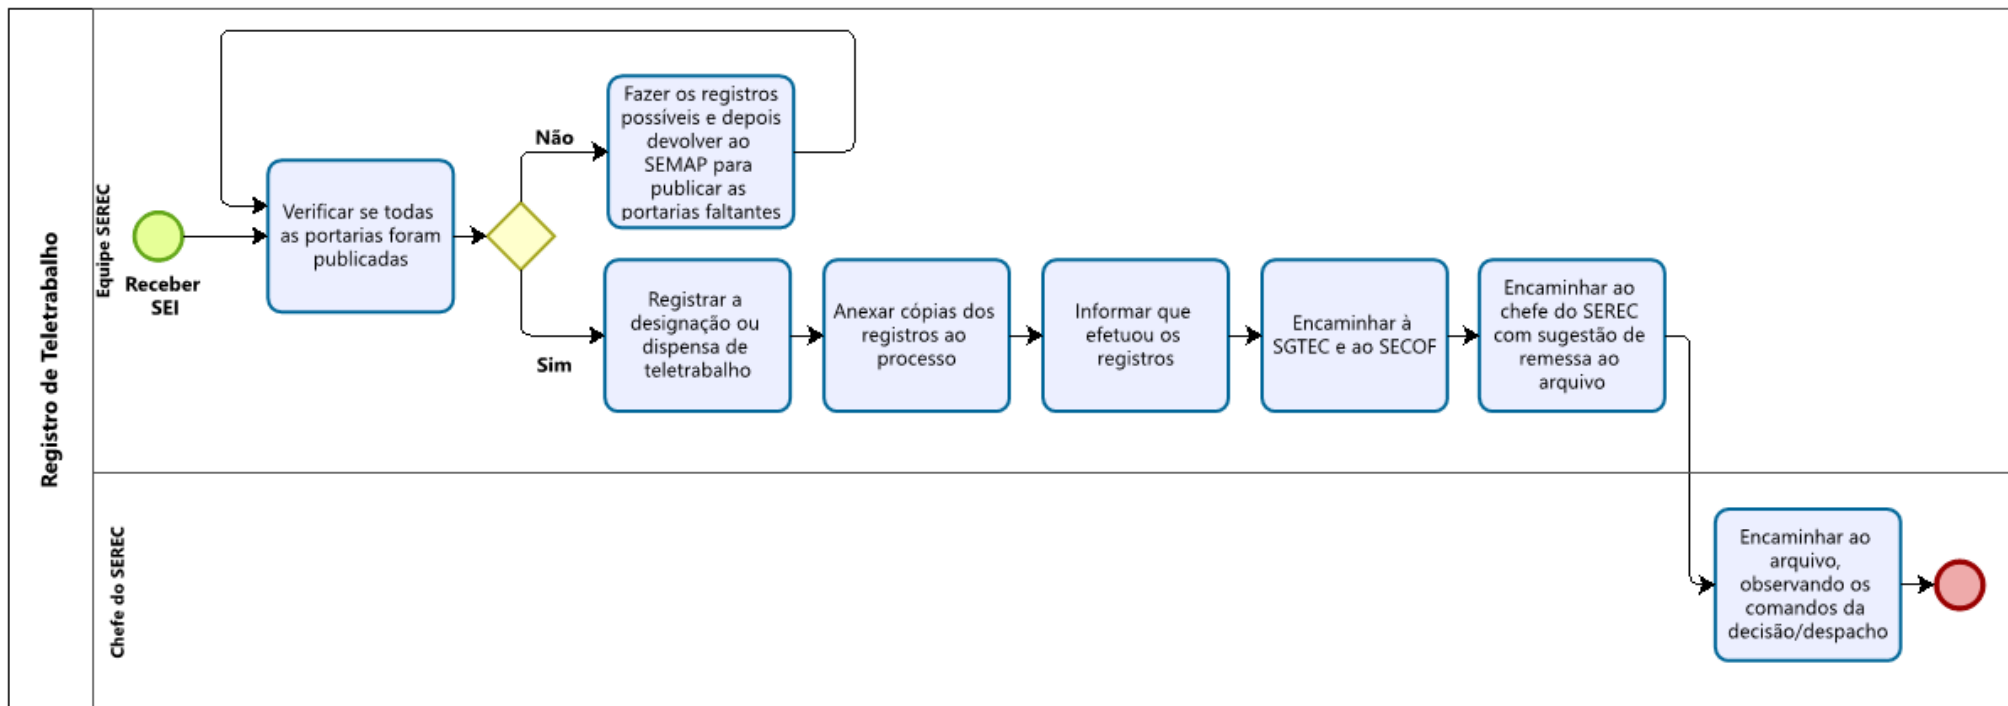 Registro de Teletrabalho
Equipe SEREC
Receber
SEI
Verificar se todas
as portarias foram
publicadas
Não
Fazer os registros
possíveis e depois
devolver ao
SEMAP para
publicar as
portarias faltantes
Sim
Registrar a
designação ou
dispensa de
teletrabalho
Anexar cópias dos
registros ao
processo
Informar que
efetuou os
registros
Encaminhar à
SGTEC e ao SECOF
Encaminhar ao
chefe do SEREC
com sugestão de
remessa ao
arquivo
Chefe do SEREC
Encaminhar ao
arquivo,
observando os
comandos da
decisão/despacho